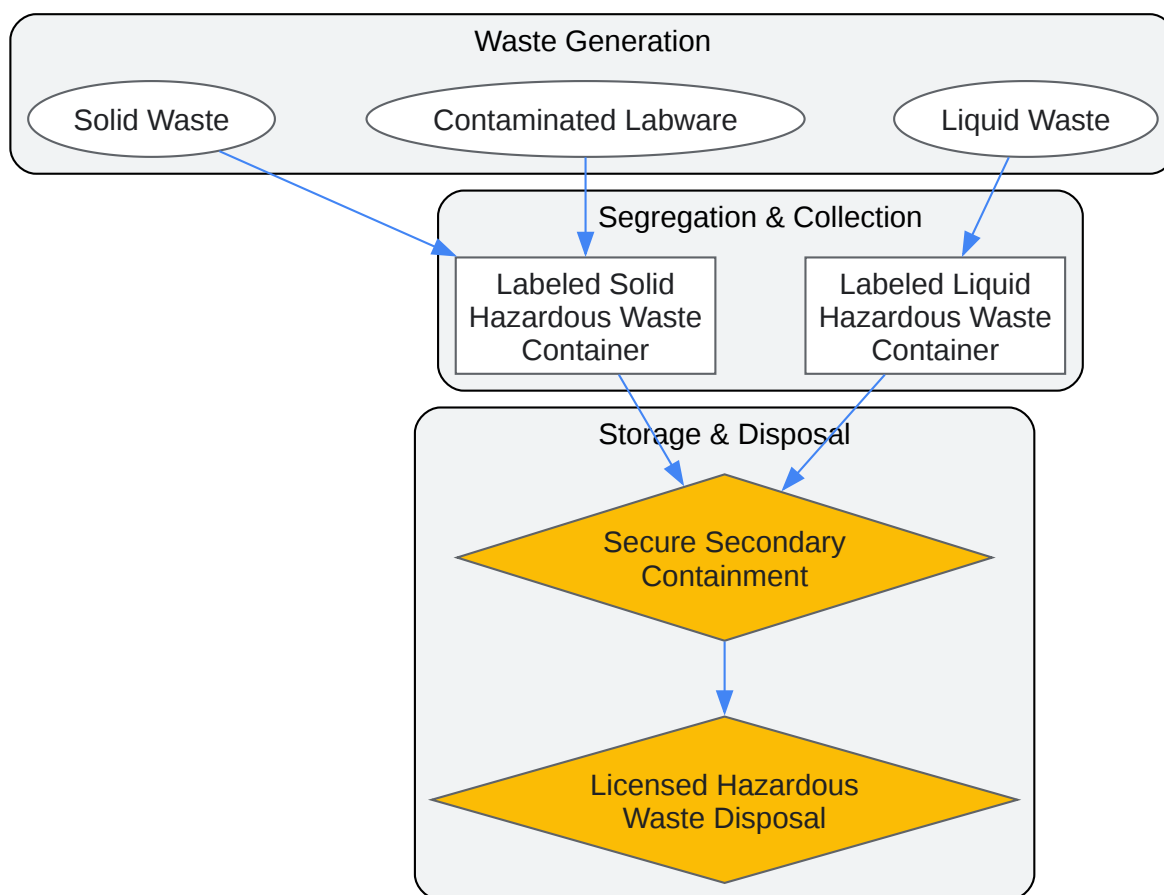 Waste Generation
Solid Waste
Contaminated Labware
Liquid Waste
Segregation & Collection
Labeled Solid
Hazardous Waste
Container
Labeled Liquid
Hazardous Waste
Container
Storage & Disposal
Secure Secondary
Containment
Licensed Hazardous
Waste Disposal